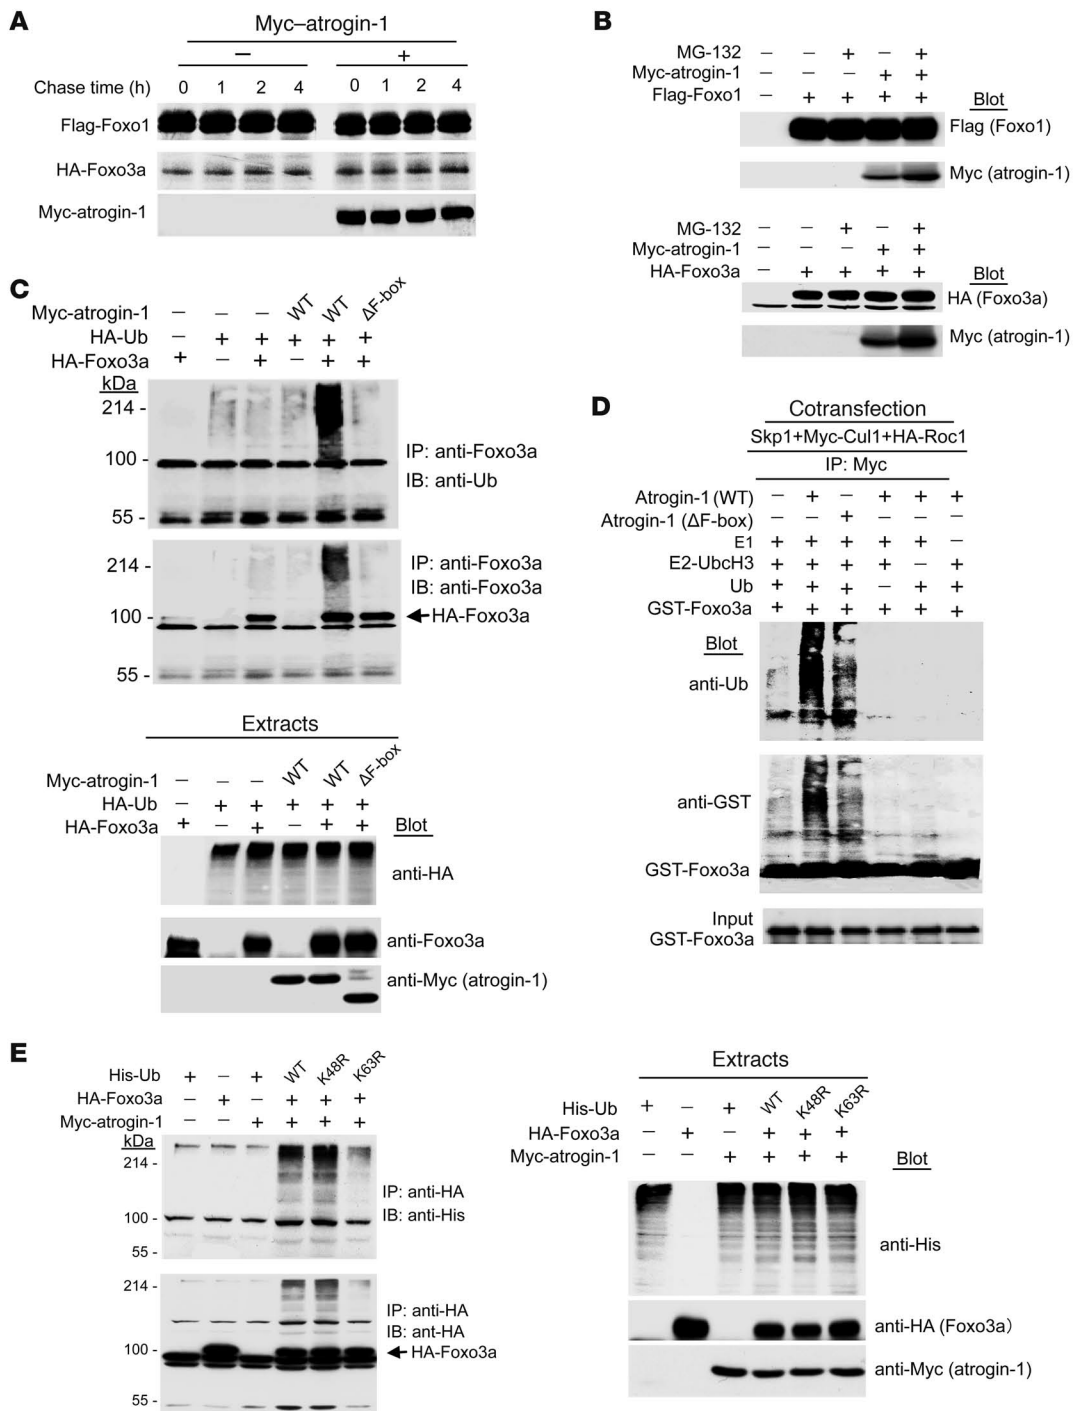 A
Myc–atrogin-1
– +
Chase time (h) 0 1 2 4 0 1 2 4
Flag-Foxo1
HA-Foxo3a
Myc-atrogin-1
B
MG-132 – – + – +
Myc-atrogin-1 – – – + +
Flag-Foxo1 – + + + + Blot
Flag (Foxo1)
Myc (atrogin-1)
MG-132 – – + – +
Myc-atrogin-1 – – – + +
HA-Foxo3a – + + + + Blot
HA (Foxo3a)
Myc (atrogin-1)
C
Myc-atrogin-1 – – – WT WT ΔF-box
HA-Ub – + + + + +
HA-Foxo3a + – + – + +
kDa
214 -
100 -
55 -
IP: anti-Foxo3a
IB: anti-Ub
214 -
100 -
55 -
IP: anti-Foxo3a
IB: anti-Foxo3a
HA-Foxo3a
Extracts
Myc-atrogin-1 – – – WT WT ΔF-box
HA-Ub – + + + + +
HA-Foxo3a + – + – + + Blot
anti-HA
anti-Foxo3a
anti-Myc (atrogin-1)
D
Cotransfection
Skp1+Myc-Cul1+HA-Roc1
IP: Myc
Atrogin-1 (WT) – + – + + +
Atrogin-1 (ΔF-box) – – + – – –
E1 + + + + + –
E2-UbcH3 + + + + – +
Ub + + + – + +
GST-Foxo3a + + + + + +
Blot
anti-Ub
anti-GST
GST-Foxo3a
Input
GST-Foxo3a
E
His-Ub + – + WT K48R K63R
HA-Foxo3a – + – + + +
Myc-atrogin-1 – – + + + +
kDa
214 -
100 -
55 -
IP: anti-HA
IB: anti-His
214 -
100 -
55 -
IP: anti-HA
IB: ant-HA
HA-Foxo3a
Extracts
His-Ub + – + WT K48R K63R
HA-Foxo3a – + – + + +
Myc-atrogin-1 – – + + + + Blot
anti-His
anti-HA (Foxo3a)
anti-Myc (atrogin-1)